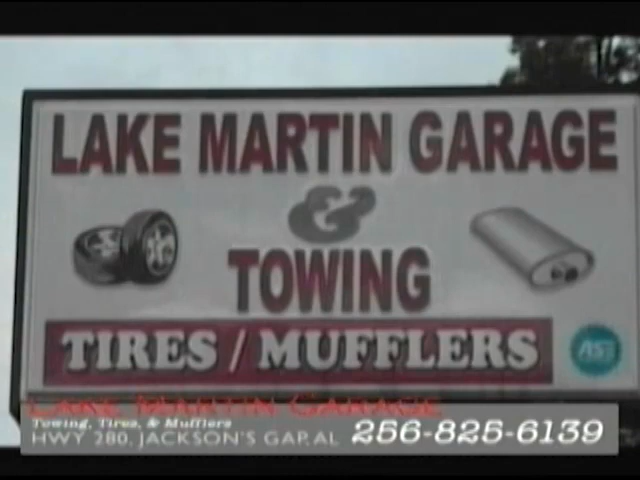 LAKE MARTIN GARAGE
&
TOWING
TIRES / MUFFLERS
ASE
LAKE MARTIN GARAGE
Towing, Tires, & Mufflers
HWY 280, JACKSON'S GAP, AL
256-825-6139